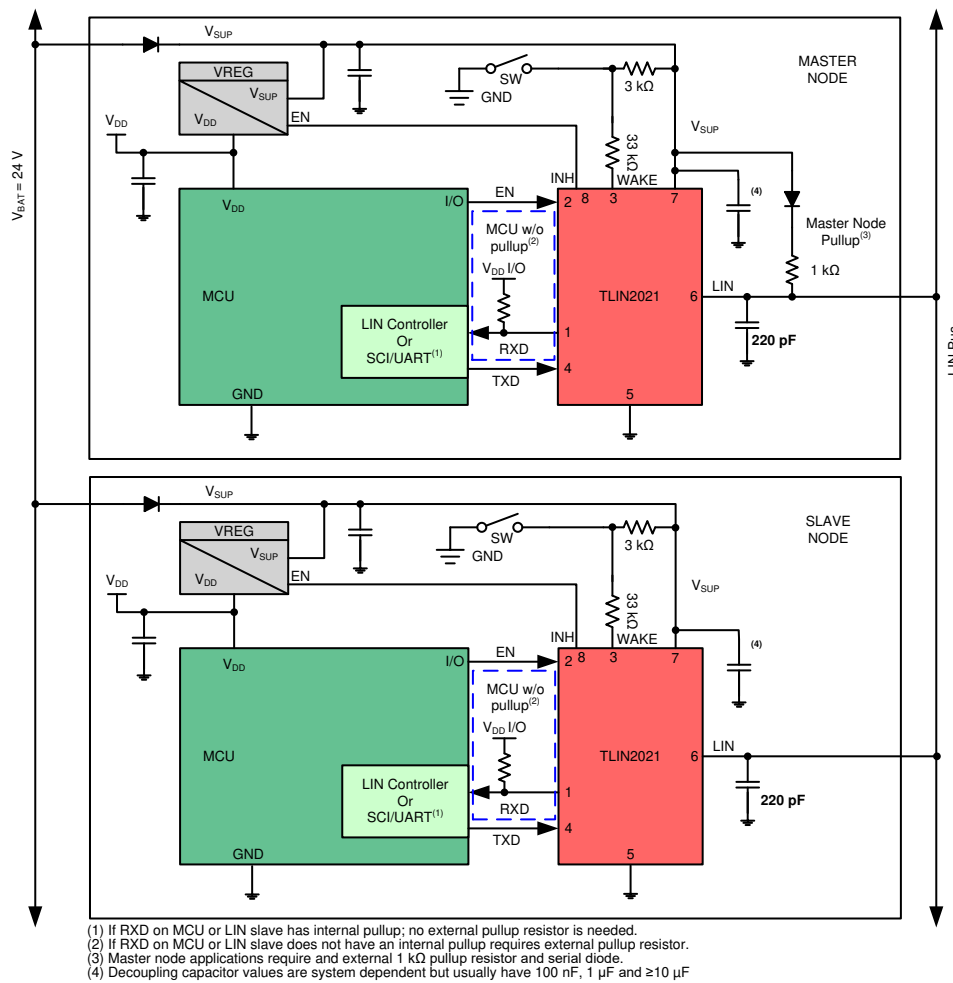 V_BAT = 24 V
LIN Bus
V_SUP
MASTER
NODE
VREG
V_SUP
V_DD
EN
V_DD
SW
GND
3 kΩ
33 kΩ
V_SUP
V_DD
MCU
I/O
EN
INH
WAKE
2
8
3
7
(4)
Master Node
Pullup(3)
1 kΩ
MCU w/o
pullup(2)
V_DD I/O
TLIN2021
LIN
6
220 pF
LIN Controller
Or
SCI/UART(1)
1
RXD
4
TXD
GND
5
V_SUP
SLAVE
NODE
VREG
V_SUP
V_DD
EN
V_DD
SW
GND
3 kΩ
33 kΩ
V_SUP
V_DD
MCU
I/O
EN
INH
WAKE
2
8
3
7
(4)
MCU w/o
pullup(2)
V_DD I/O
TLIN2021
LIN
6
220 pF
LIN Controller
Or
SCI/UART(1)
1
RXD
4
TXD
GND
5
(1) If RXD on MCU or LIN slave has internal pullup; no external pullup resistor is needed.
(2) If RXD on MCU or LIN slave does not have an internal pullup requires external pullup resistor.
(3) Master node applications require and external 1 kΩ pullup resistor and serial diode.
(4) Decoupling capacitor values are system dependent but usually have 100 nF, 1 µF and ≥10 µF